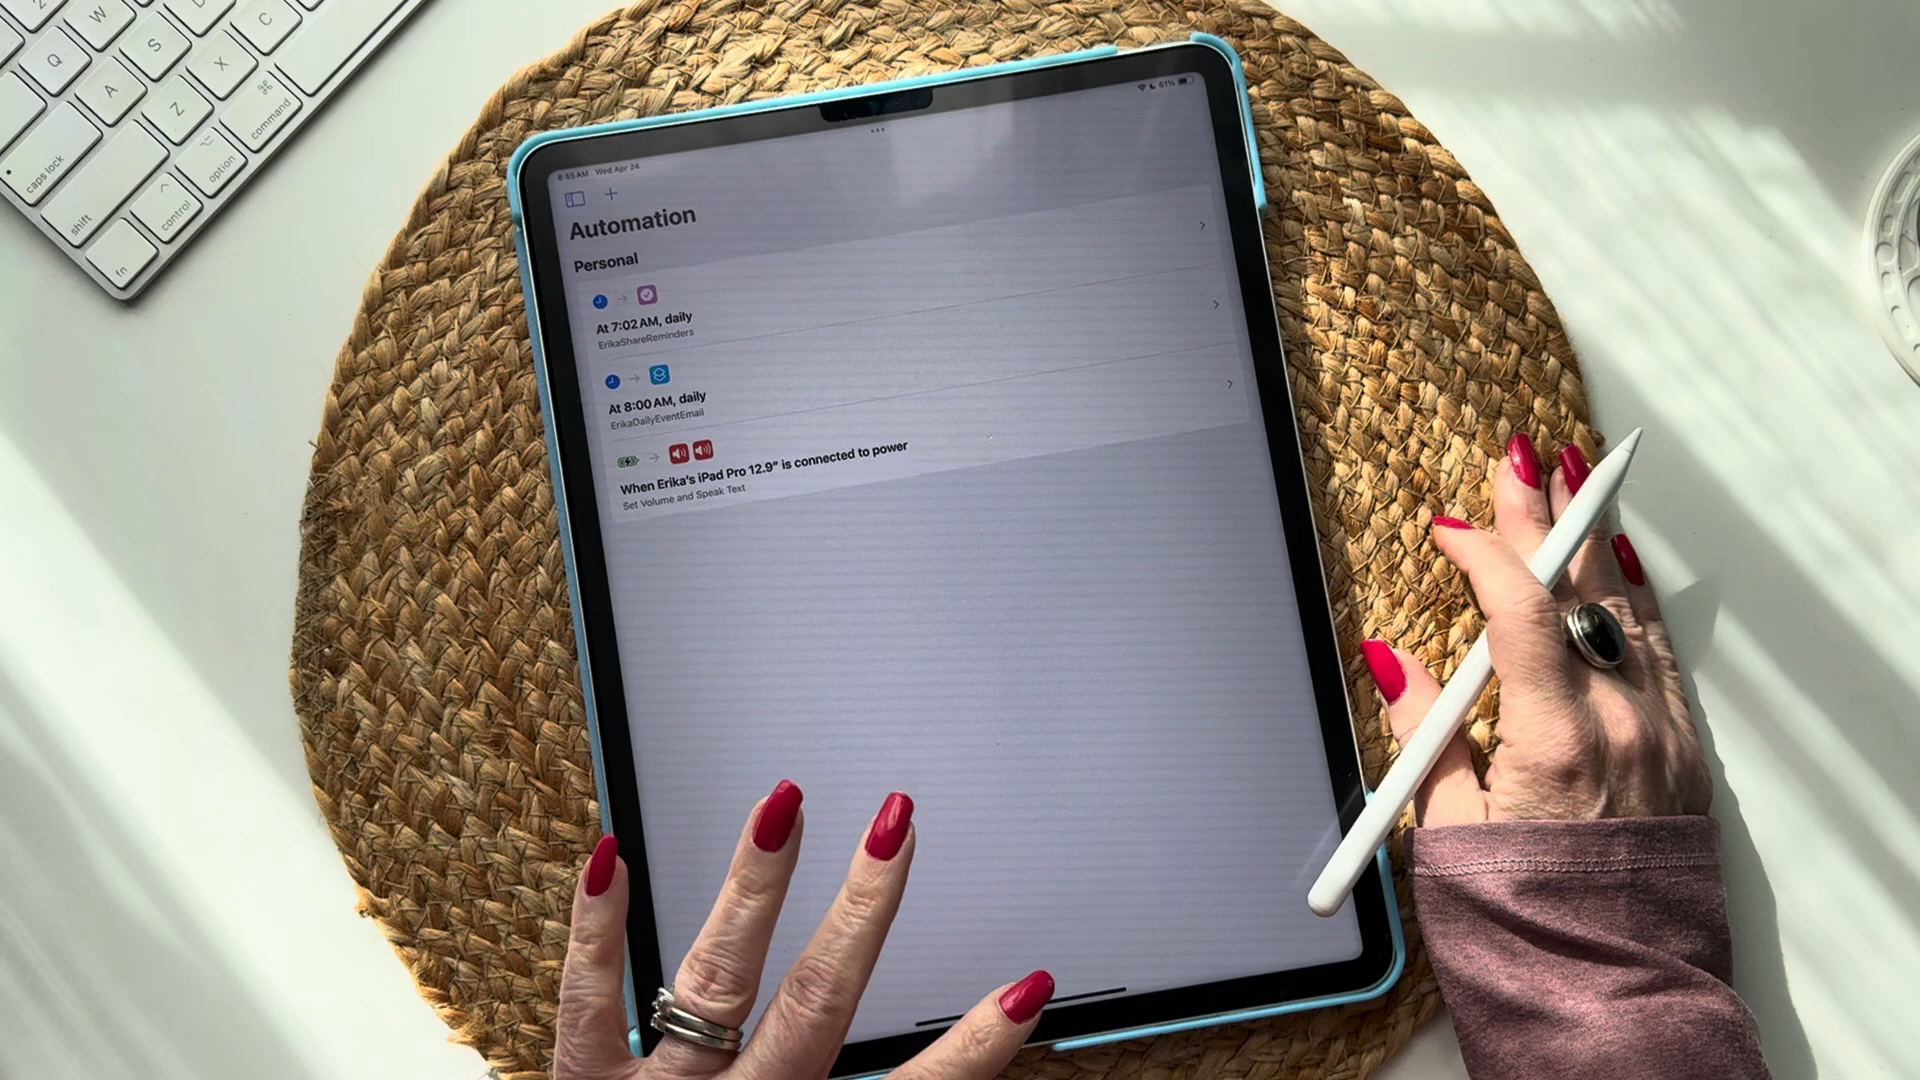 2
W
D
C
Q
S
X
⌘
command
A
Z
⌥
option
caps lock
^
control
shift
fn
8:55 AM Wed Apr 24
61%
Automation
Personal
At 7:02 AM, daily
ErikaShareReminders
At 8:00 AM, daily
ErikaDailyEventEmail
When Erika's iPad Pro 12.9" is connected to power
Set Volume and Speak Text